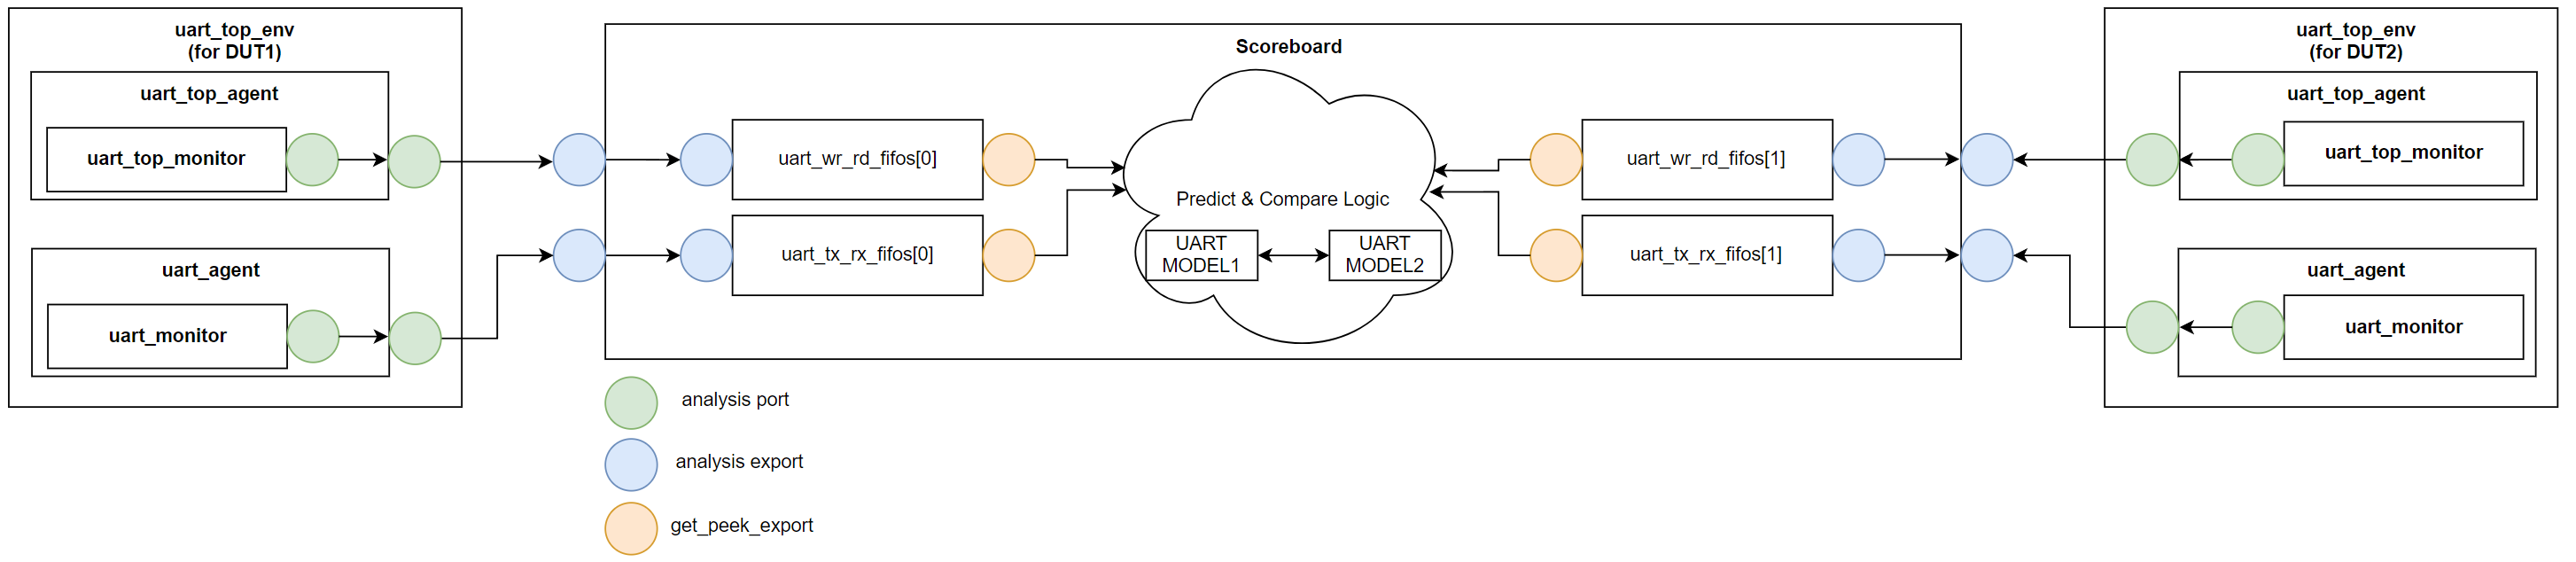 uart_top_env
(for DUT1)
uart_top_agent
uart_top_monitor
uart_agent
uart_monitor
Scoreboard
uart_wr_rd_fifos[0]
uart_tx_rx_fifos[0]
Predict & Compare Logic
UART
MODEL1
UART
MODEL2
uart_wr_rd_fifos[1]
uart_tx_rx_fifos[1]
uart_top_env
(for DUT2)
uart_top_agent
uart_top_monitor
uart_agent
uart_monitor
analysis port
analysis export
get_peek_export